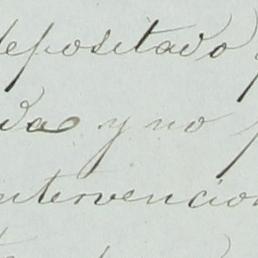 depositado
da y no
intervencion